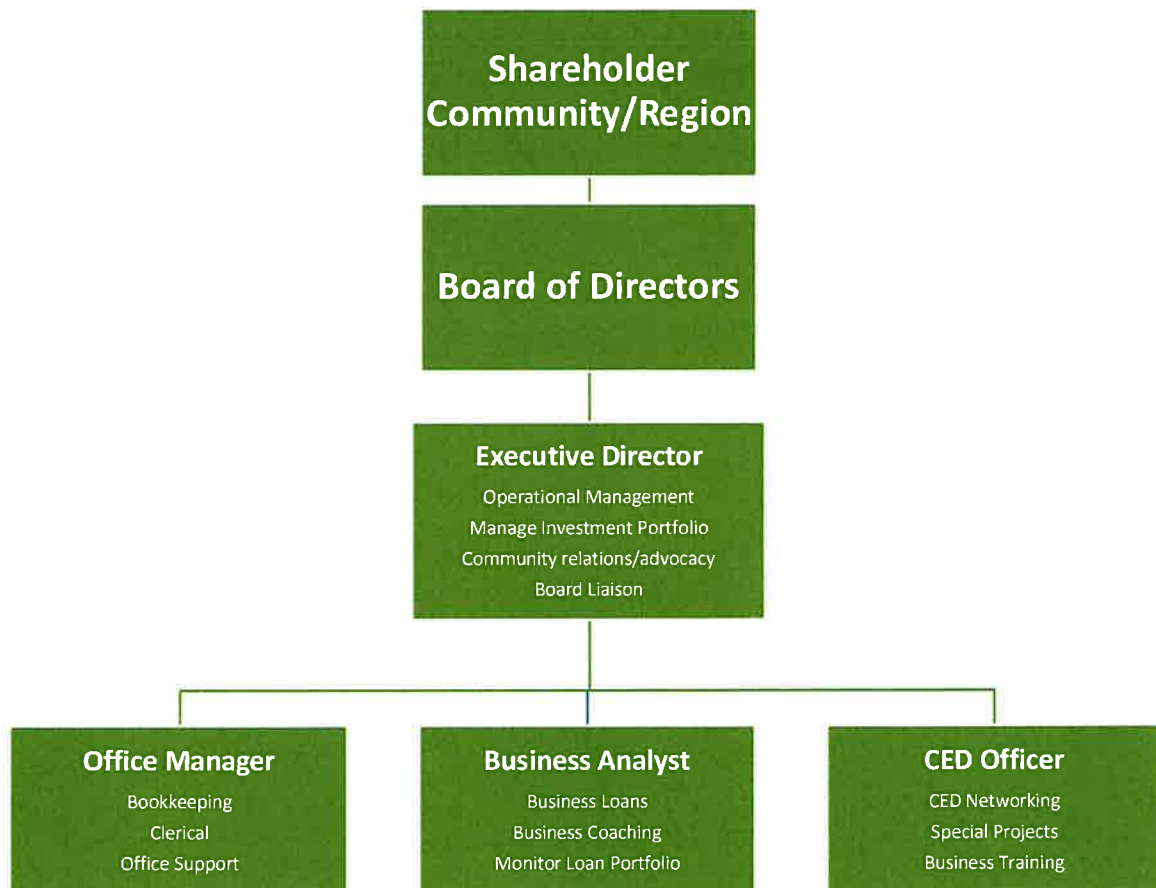 Shareholder
Community/Region
Board of Directors
Executive Director
Operational Management
Manage Investment Portfolio
Community relations/advocacy
Board Liaison
Office Manager
Bookkeeping
Clerical
Office Support
Business Analyst
Business Loans
Business Coaching
Monitor Loan Portfolio
CED Officer
CED Networking
Special Projects
Business Training